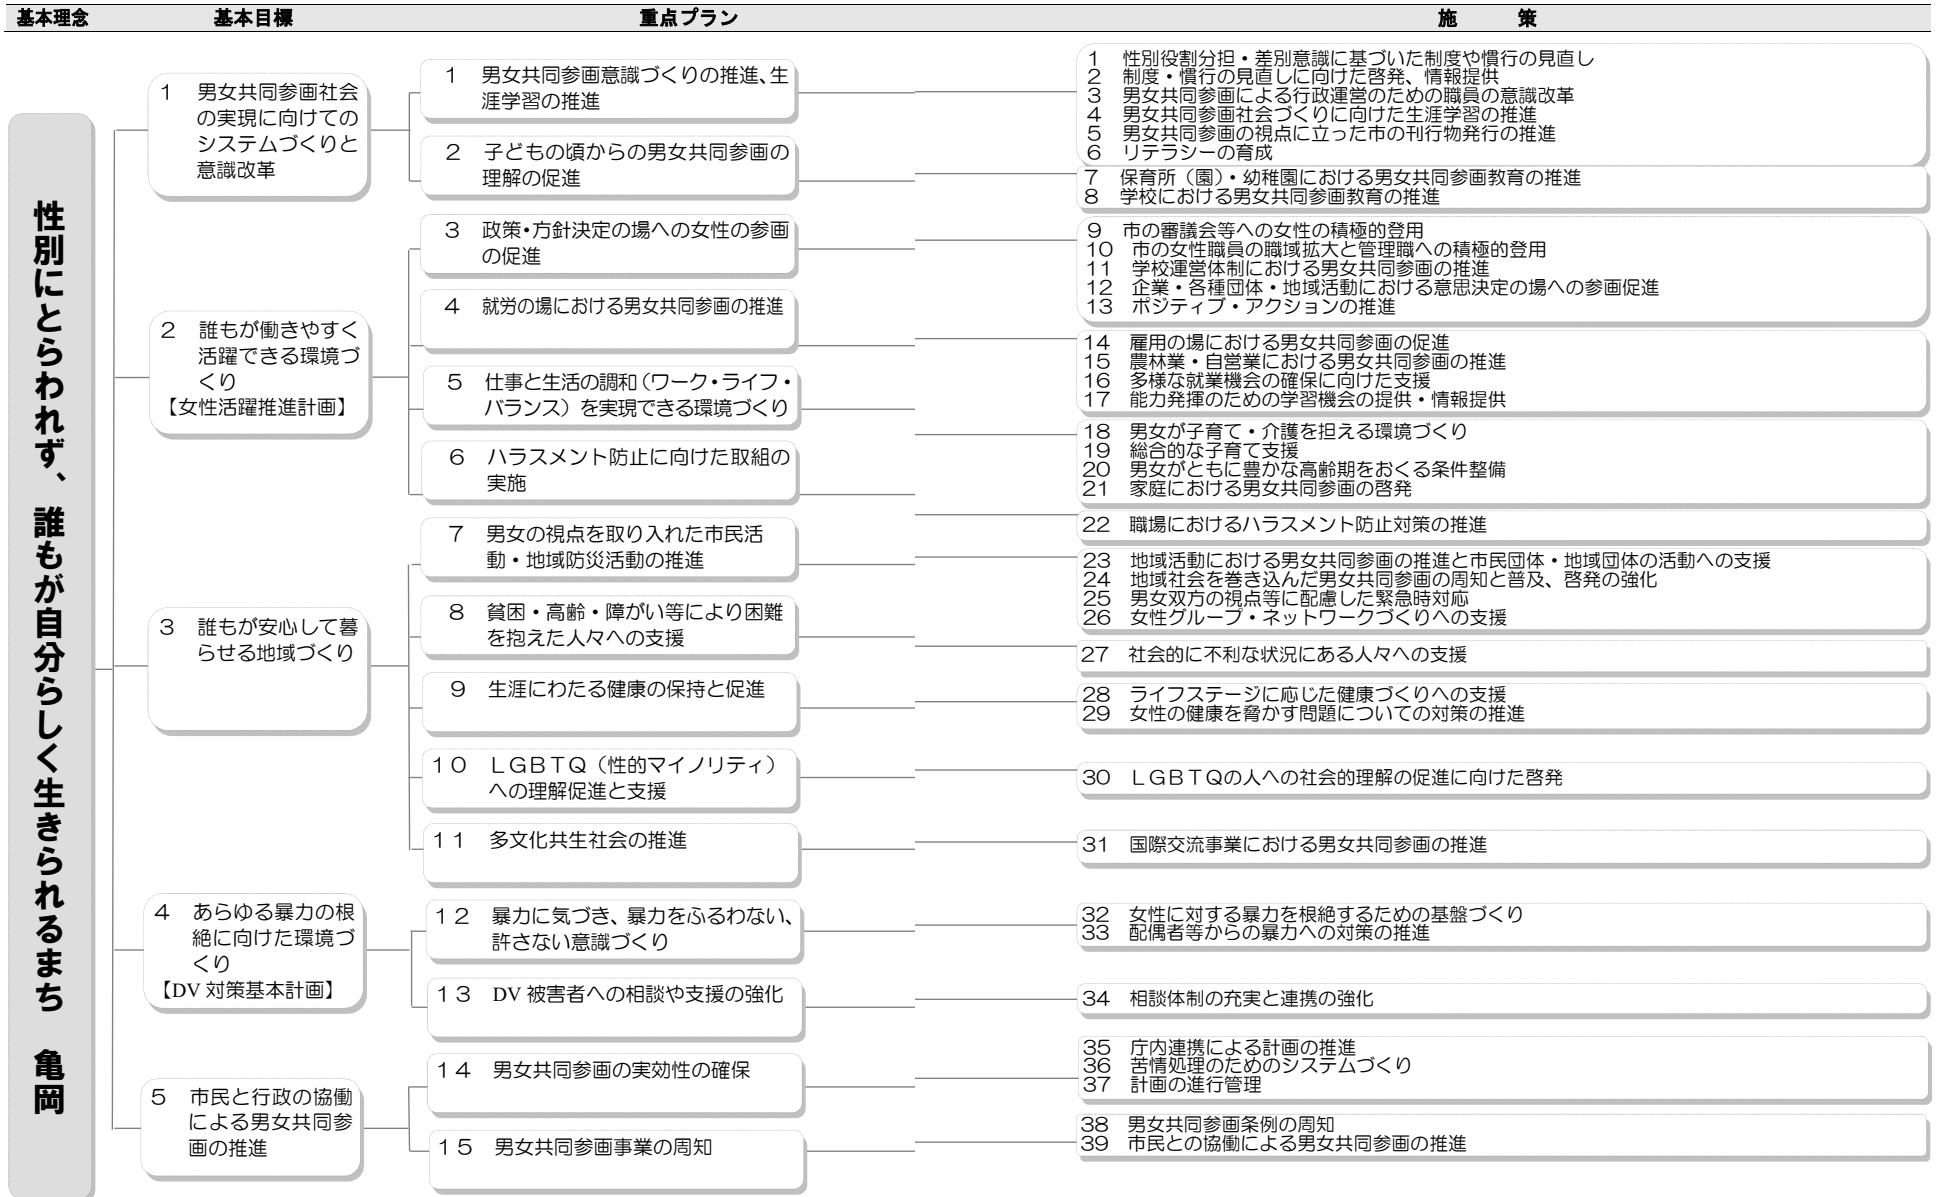 基本理念 基本目標 重点プラン 施 策
性別にとらわれず、誰もが自分らしく生きられるまち 亀岡
1 男女共同参画社会
の実現に向けての
システムづくりと
意識改革
1 男女共同参画意識づくりの推進、生
涯学習の推進
1 性別役割分担・差別意識に基づいた制度や慣行の見直し
2 制度・慣行の見直しに向けた啓発、情報提供
3 男女共同参画による行政運営のための職員の意識改革
4 男女共同参画社会づくりに向けた生涯学習の推進
5 男女共同参画の視点に立った市の刊行物発行の推進
6 リテラシーの育成
2 子どもの頃からの男女共同参画の
理解の促進
7 保育所（園）・幼稚園における男女共同参画教育の推進
8 学校における男女共同参画教育の推進
2 誰もが働きやすく
活躍できる環境づ
くり
【女性活躍推進計画】
3 政策・方針決定の場への女性の参画
の促進
9 市の審議会等への女性の積極的登用
10 市の女性職員の職域拡大と管理職への積極的登用
11 学校運営体制における男女共同参画の推進
12 企業・各種団体・地域活動における意思決定の場への参画促進
13 ポジティブ・アクションの推進
4 就労の場における男女共同参画の推進
14 雇用の場における男女共同参画の促進
15 農林業・自営業における男女共同参画の推進
16 多様な就業機会の確保に向けた支援
17 能力発揮のための学習機会の提供・情報提供
5 仕事と生活の調和（ワーク・ライフ・
バランス）を実現できる環境づくり
18 男女が子育て・介護を担える環境づくり
19 総合的な子育て支援
20 男女がともに豊かな高齢期をおくる条件整備
21 家庭における男女共同参画の啓発
6 ハラスメント防止に向けた取組の
実施
22 職場におけるハラスメント防止対策の推進
3 誰もが安心して暮
らせる地域づくり
7 男女の視点を取り入れた市民活
動・地域防災活動の推進
23 地域活動における男女共同参画の推進と市民団体・地域団体の活動への支援
24 地域社会を巻き込んだ男女共同参画の周知と普及、啓発の強化
25 男女双方の視点等に配慮した緊急時対応
26 女性グループ・ネットワークづくりへの支援
8 貧困・高齢・障がい等により困難
を抱えた人々への支援
27 社会的に不利な状況にある人々への支援
9 生涯にわたる健康の保持と促進
28 ライフステージに応じた健康づくりへの支援
29 女性の健康を脅かす問題についての対策の推進
10 LGBTQ（性的マイノリティ）
への理解促進と支援
30 LGBTQの人への社会的理解の促進に向けた啓発
11 多文化共生社会の推進
31 国際交流事業における男女共同参画の推進
4 あらゆる暴力の根
絶に向けた環境づ
くり
【DV 対策基本計画】
12 暴力に気づき、暴力をふるわない、
許さない意識づくり
32 女性に対する暴力を根絶するための基盤づくり
33 配偶者等からの暴力への対策の推進
13 DV 被害者への相談や支援の強化
34 相談体制の充実と連携の強化
5 市民と行政の協働
による男女共同参
画の推進
14 男女共同参画の実効性の確保
35 庁内連携による計画の推進
36 苦情処理のためのシステムづくり
37 計画の進行管理
15 男女共同参画事業の周知
38 男女共同参画条例の周知
39 市民との協働による男女共同参画の推進